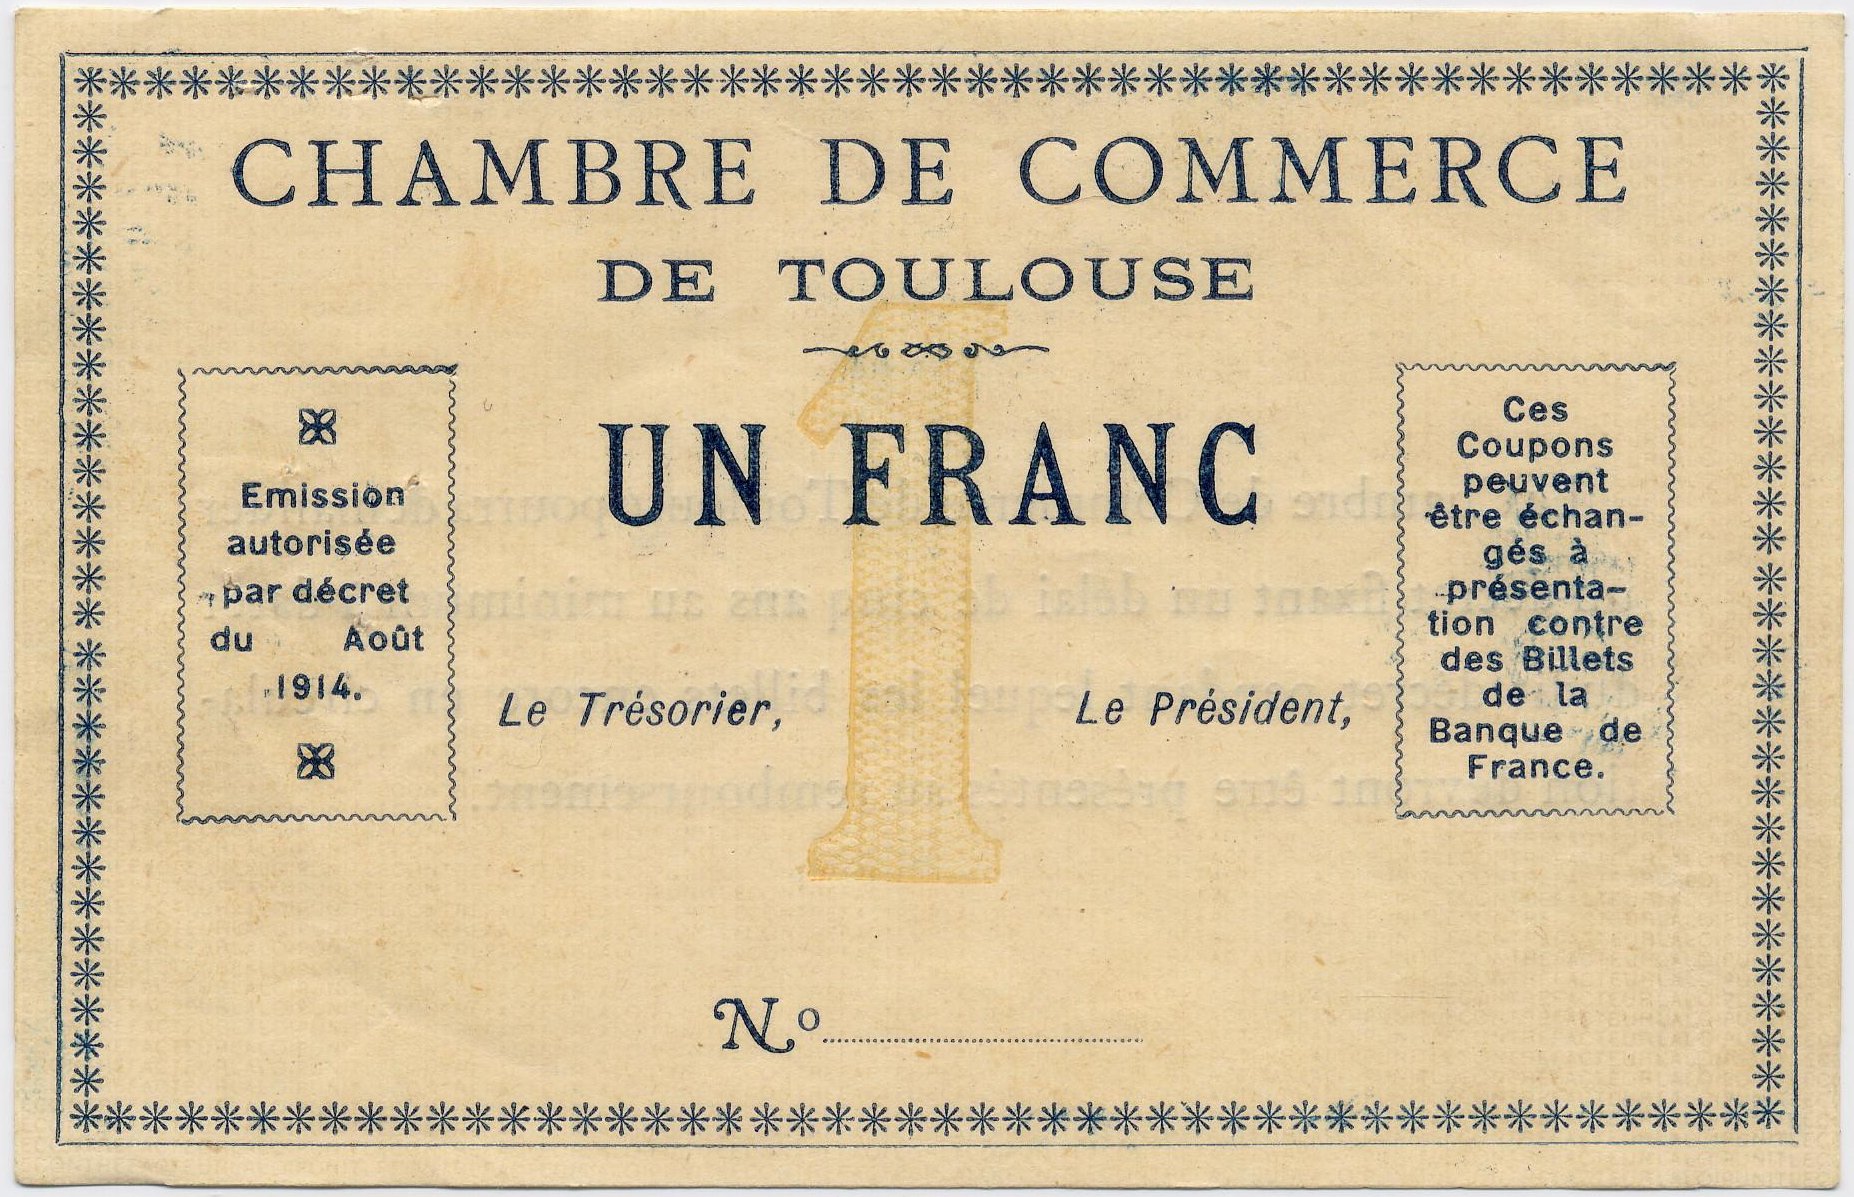 CHAMBRE DE COMMERCE
DE TOULOUSE
1
UN FRANC
Emission
autorisée
par décret
du Août
1914.
Ces
Coupons
peuvent
être échan-
gés à
présenta-
tion contre
des Billets
de la
Banque de
France.
Le Trésorier,
Le Président,
No